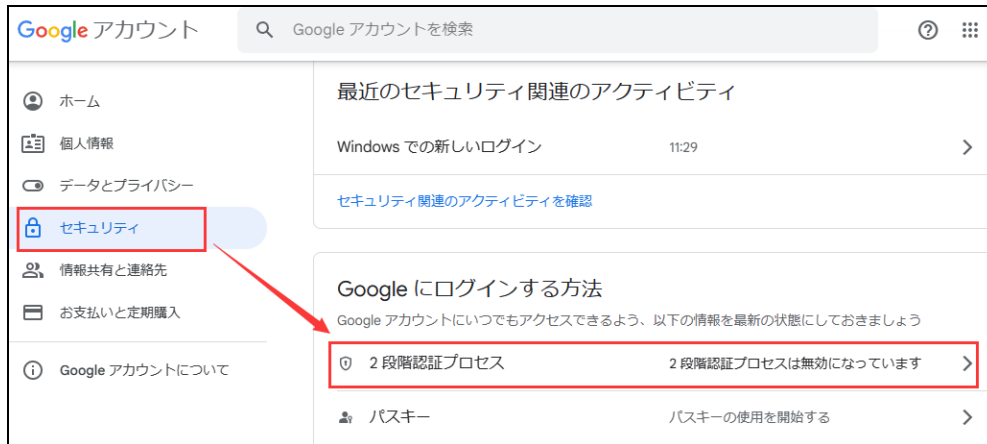 Google アカウント
Google アカウントを検索
ホーム
個人情報
データとプライバシー
セキュリティ
情報共有と連絡先
お支払いと定期購入
Google アカウントについて
最近のセキュリティ関連のアクティビティ
Windows での新しいログイン 11:29
セキュリティ関連のアクティビティを確認
Google にログインする方法
Google アカウントにいつでもアクセスできるよう、以下の情報を最新の状態にしておきましょう
2 段階認証プロセス 2 段階認証プロセスは無効になっています
パスキー パスキーの使用を開始する